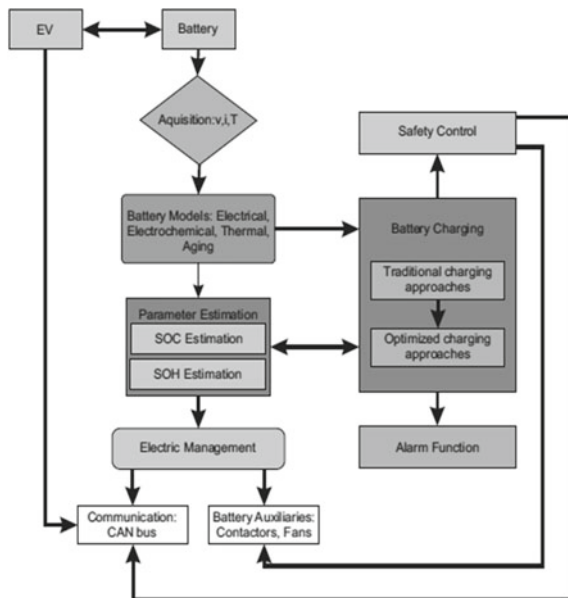 EV
Battery
Aquisition:v,i,T
Safety Control
Battery Models: Electrical,
Electrochemical, Thermal,
Aging
Battery Charging
Traditional charging
approaches
Parameter Estimation
SOC Estimation
Optimized charging
approaches
SOH Estimation
Electric Management
Alarm Function
Communication:
CAN bus
Battery Auxiliaries:
Contactors, Fans